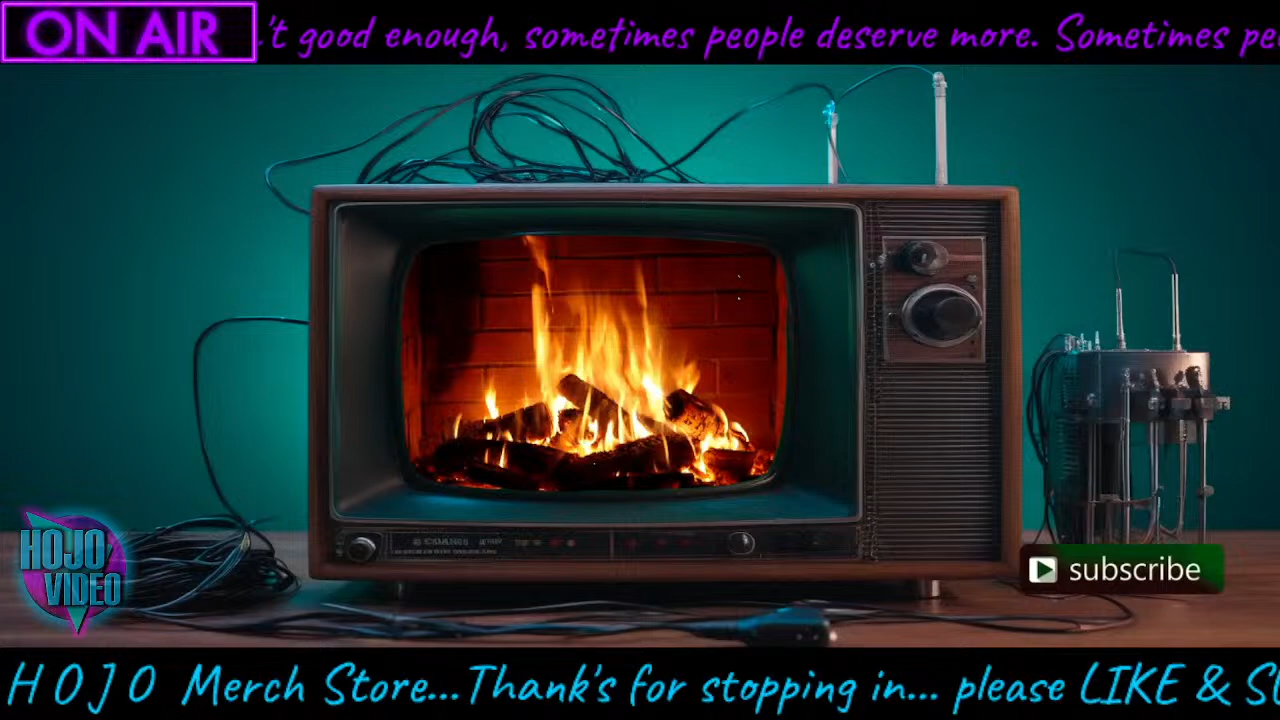 ON AIR
't good enough, sometimes people deserve more. Sometimes pe
HOJO
VIDEO
subscribe
HOJO Merch Store...Thank's for stopping in... please LIKE & S